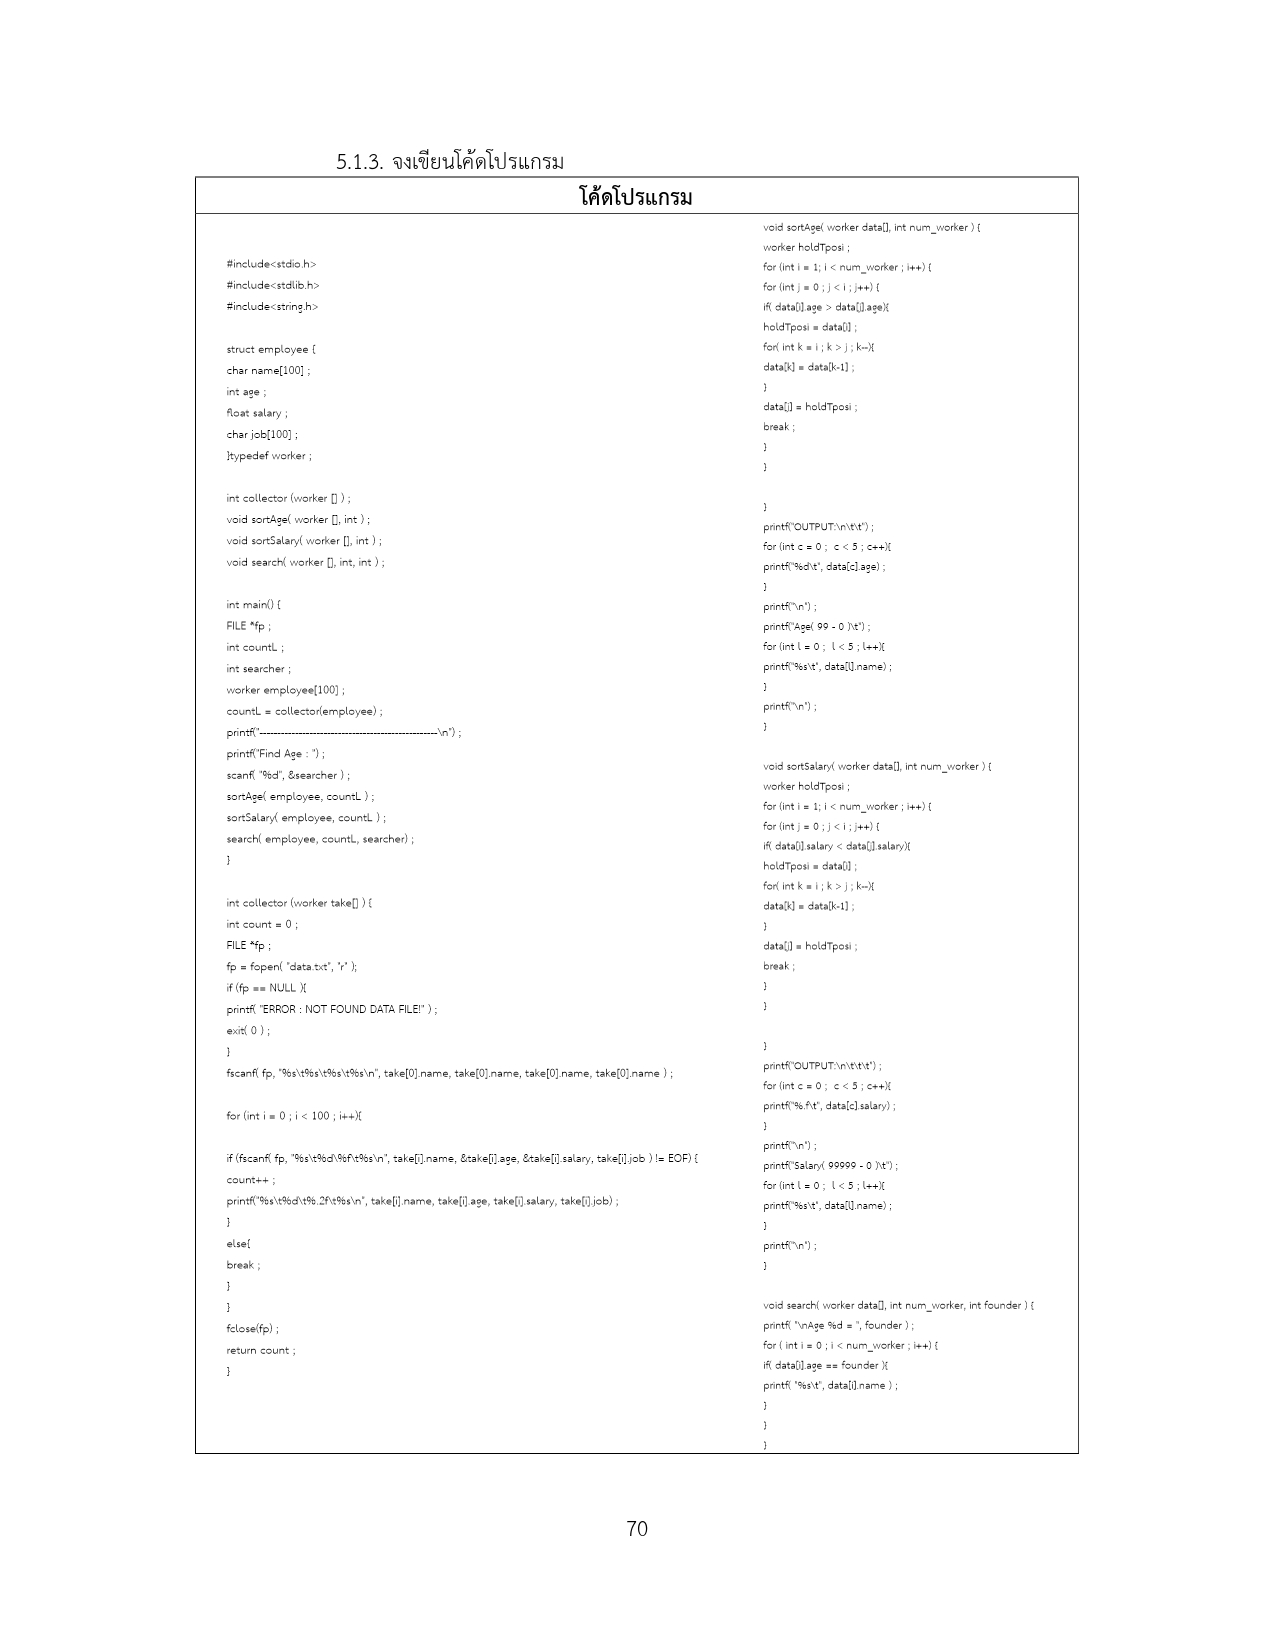 5.1.3. จงเขียนโค้ดโปรแกรม
โค้ดโปรแกรม
#include<stdio.h>
#include<stdlib.h>
#include<string.h>
struct employee {
char name[100] ;
int age ;
float salary ;
char job[100] ;
}typedef worker ;
int collector (worker [] ) ;
void sortAge( worker [], int ) ;
void sortSalary( worker [], int ) ;
void search( worker [], int, int ) ;
int main() {
FILE *fp ;
int countL ;
int searcher ;
worker employee[100] ;
countL = collector(employee) ;
printf("--------------------------------------------------\n") ;
printf("Find Age : ") ;
scanf( "%d", &searcher ) ;
sortAge( employee, countL ) ;
sortSalary( employee, countL ) ;
search( employee, countL, searcher) ;
}
int collector (worker take[] ) {
int count = 0 ;
FILE *fp ;
fp = fopen( "data.txt", "r" );
if (fp == NULL ){
printf( "ERROR : NOT FOUND DATA FILE!" ) ;
exit( 0 ) ;
}
fscanf( fp, "%s\t%s\t%s\t%s\n", take[0].name, take[0].name, take[0].name, take[0].name ) ;
for (int i = 0 ; i < 100 ; i++){
if (fscanf( fp, "%s\t%d\%f\t%s\n", take[i].name, &take[i].age, &take[i].salary, take[i].job ) != EOF) {
count++ ;
printf("%s\t%d\t%.2f\t%s\n", take[i].name, take[i].age, take[i].salary, take[i].job) ;
}
else{
break ;
}
}
fclose(fp) ;
return count ;
}
void sortAge( worker data[], int num_worker ) {
worker holdTposi ;
for (int i = 1; i < num_worker ; i++) {
for (int j = 0 ; j < i ; j++) {
if( data[i].age > data[j].age){
holdTposi = data[i] ;
for( int k = i ; k > j ; k--){
data[k] = data[k-1] ;
}
data[j] = holdTposi ;
break ;
}
}
}
printf("OUTPUT:\n\t\t") ;
for (int c = 0 ;  c < 5 ; c++){
printf("%d\t", data[c].age) ;
}
printf("\n") ;
printf("Age( 99 - 0 )\t") ;
for (int l = 0 ;  l < 5 ; l++){
printf("%s\t", data[l].name) ;
}
printf("\n") ;
}
void sortSalary( worker data[], int num_worker ) {
worker holdTposi ;
for (int i = 1; i < num_worker ; i++) {
for (int j = 0 ; j < i ; j++) {
if( data[i].salary < data[j].salary){
holdTposi = data[i] ;
for( int k = i ; k > j ; k--){
data[k] = data[k-1] ;
}
data[j] = holdTposi ;
break ;
}
}
}
printf("OUTPUT:\n\t\t\t") ;
for (int c = 0 ;  c < 5 ; c++){
printf("%.f\t", data[c].salary) ;
}
printf("\n") ;
printf("Salary( 99999 - 0 )\t") ;
for (int l = 0 ;  l < 5 ; l++){
printf("%s\t", data[l].name) ;
}
printf("\n") ;
}
void search( worker data[], int num_worker, int founder ) {
printf( "\nAge %d = ", founder ) ;
for ( int i = 0 ; i < num_worker ; i++) {
if( data[i].age == founder ){
printf( "%s\t", data[i].name ) ;
}
}
}
70